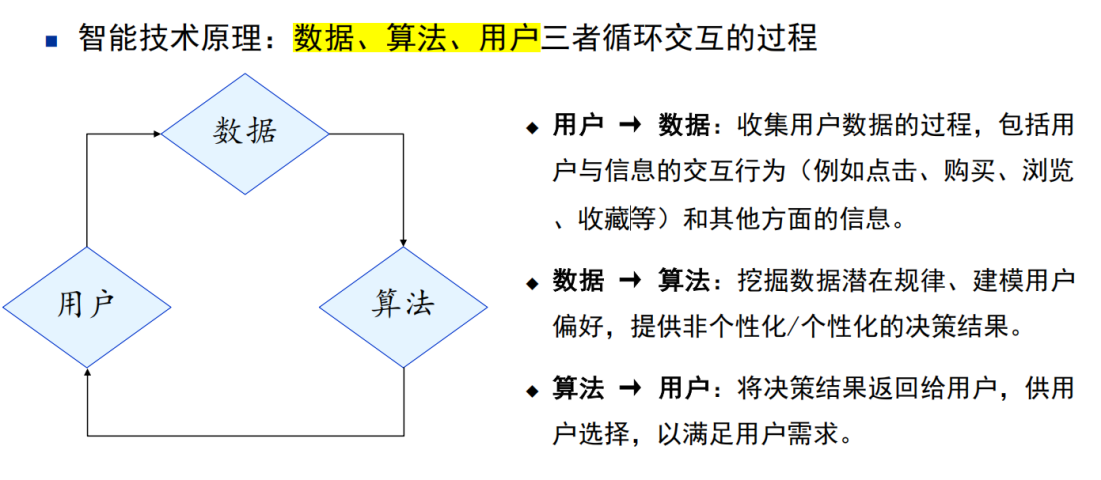 ■ 智能技术原理：数据、算法、用户三者循环交互的过程
数据
用户
算法
◆ 用户 → 数据：收集用户数据的过程，包括用
户与信息的交互行为（例如点击、购买、浏览
、收藏等）和其他方面的信息。
◆ 数据 → 算法：挖掘数据潜在规律、建模用户
偏好，提供非个性化/个性化的决策结果。
◆ 算法 → 用户：将决策结果返回给用户，供用
户选择，以满足用户需求。